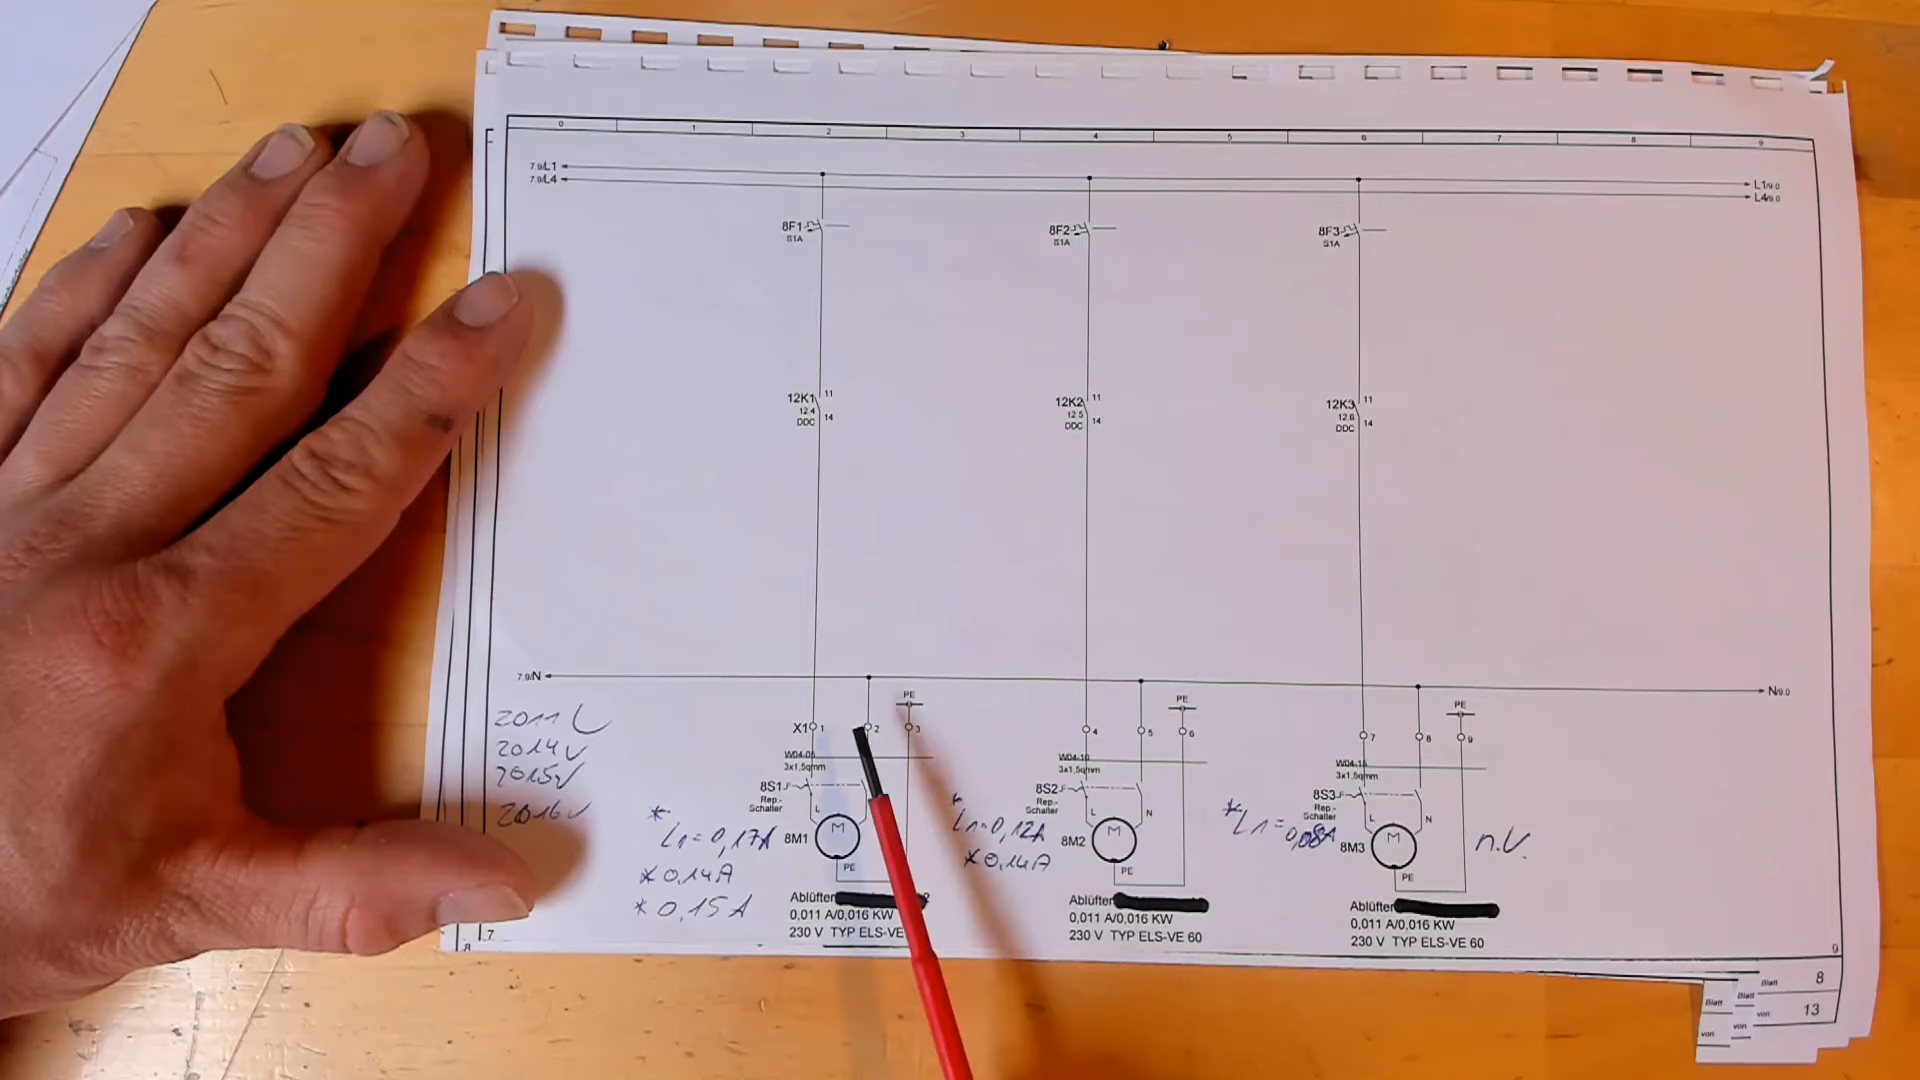 0 1 2 3 4 5 6 7 8 9
7.9/L1
7.9/L4
L1/9.0
L4/9.0
8F1
S1A
8F2
S1A
8F3
S1A
12K1 11
12.4 14
DDC
12K2 11
12.5 14
DDC
12K3 11
12.6 14
DDC
7.9/N
N/9.0
PE
PE
PE
X1 1 2 3
4 5 6
7 8 9
3x1,5qmm
W04-10
3x1,5qmm
3x1,5qmm
8S1
Rep.-
Schalter
L
8M1
M
PE
8S2
Rep.-
Schalter
L N
8M2
M
PE
8S3
Rep.-
Schalter
L N
8M3
M
PE
Ablüfter
0,011 A/0,016 KW
230 V TYP ELS-VE
Ablüfter
0,011 A/0,016 KW
230 V TYP ELS-VE 60
Ablüfter
0,011 A/0,016 KW
230 V TYP ELS-VE 60
2011
2014
2015
2016
* L1=0,17A
* 0,14A
* 0,15A
* L1=0,12A
* 0,14A
* L1=
n.V.
7
8
9
Blatt 8
von 13
Blatt
von
Blatt
von